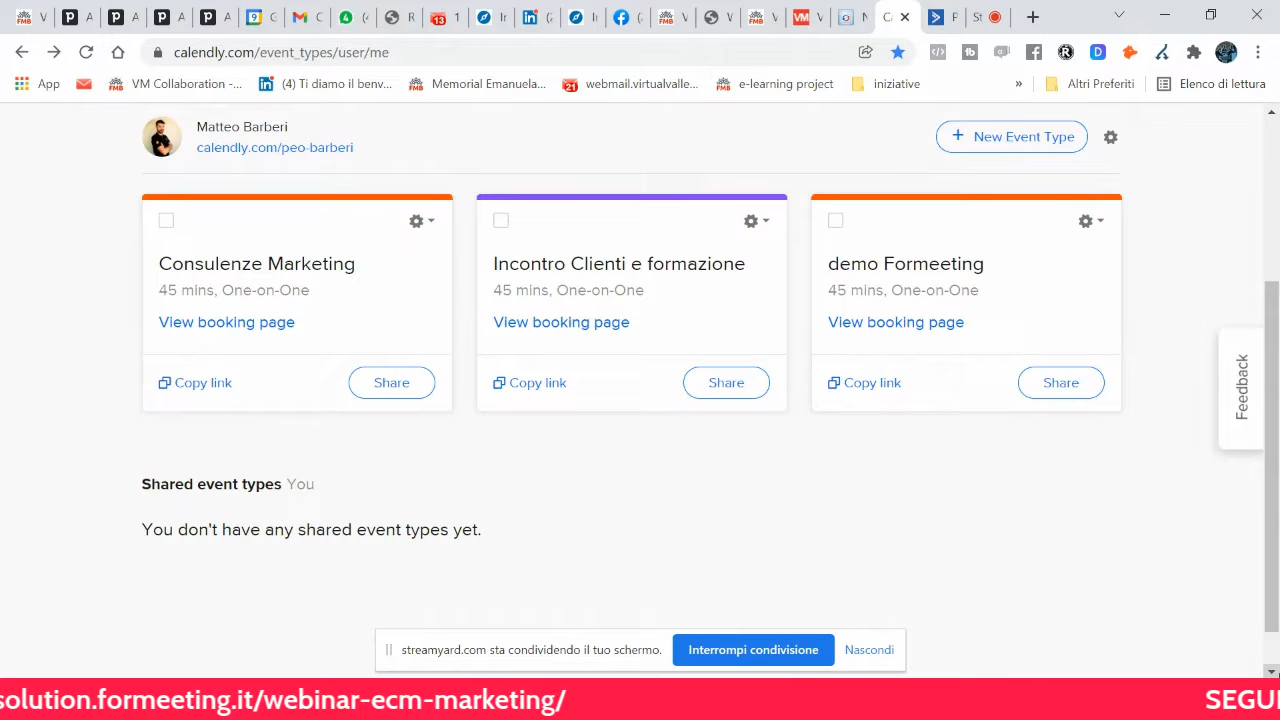 V
A
A
A
G
C
(
R
1
Ir
(
Ir
(
V
V
V
V
N
C
P
St
calendly.com/event_types/user/me
App
VM Collaboration -...
(4) Ti diamo il benv...
Memorial Emanuela...
webmail.virtualvalle...
e-learning project
iniziative
»
Altri Preferiti
Elenco di lettura
Matteo Barberi
calendly.com/peo-barberi
+ New Event Type
Consulenze Marketing
45 mins, One-on-One
View booking page
Copy link
Share
Incontro Clienti e formazione
45 mins, One-on-One
View booking page
Copy link
Share
demo Formeeting
45 mins, One-on-One
View booking page
Copy link
Share
Feedback
Shared event types You
You don't have any shared event types yet.
streamyard.com sta condividendo il tuo schermo.
Interrompi condivisione
Nascondi
solution.formeeting.it/webinar-ecm-marketing/
SEGUI